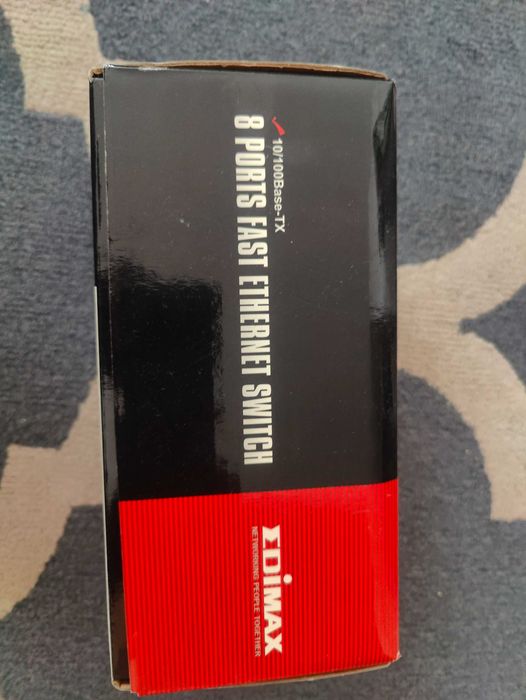 ✓10/100Base-TX
8 PORTS FAST ETHERNET SWITCH
EDIMAX
NETWORKING PEOPLE TOGETHER